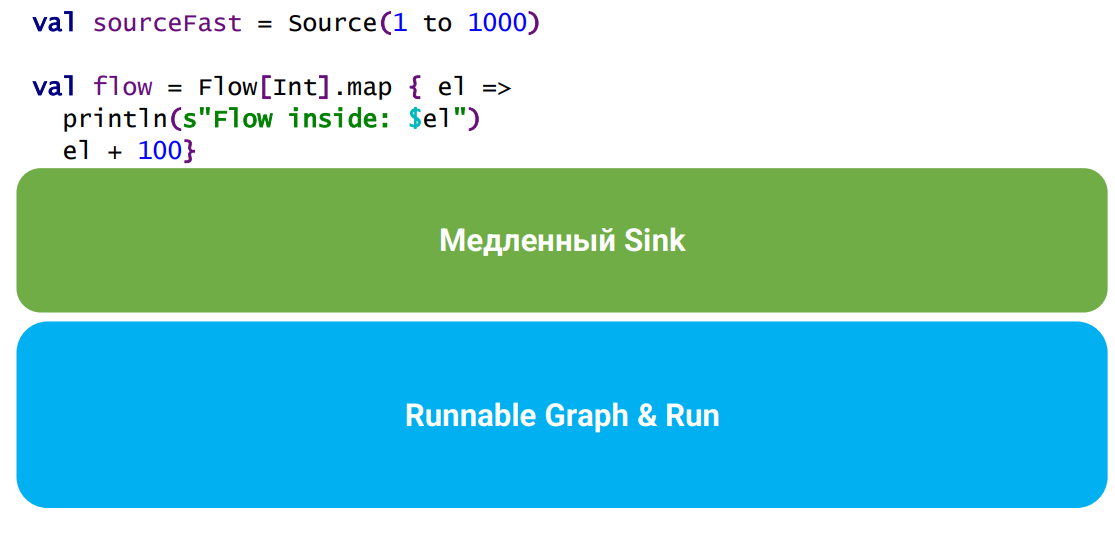 val sourceFast = Source(1 to 1000)
val flow = Flow[Int].map { el =>
println(s"Flow inside: $el")
el + 100}
Медленный Sink
Runnable Graph & Run